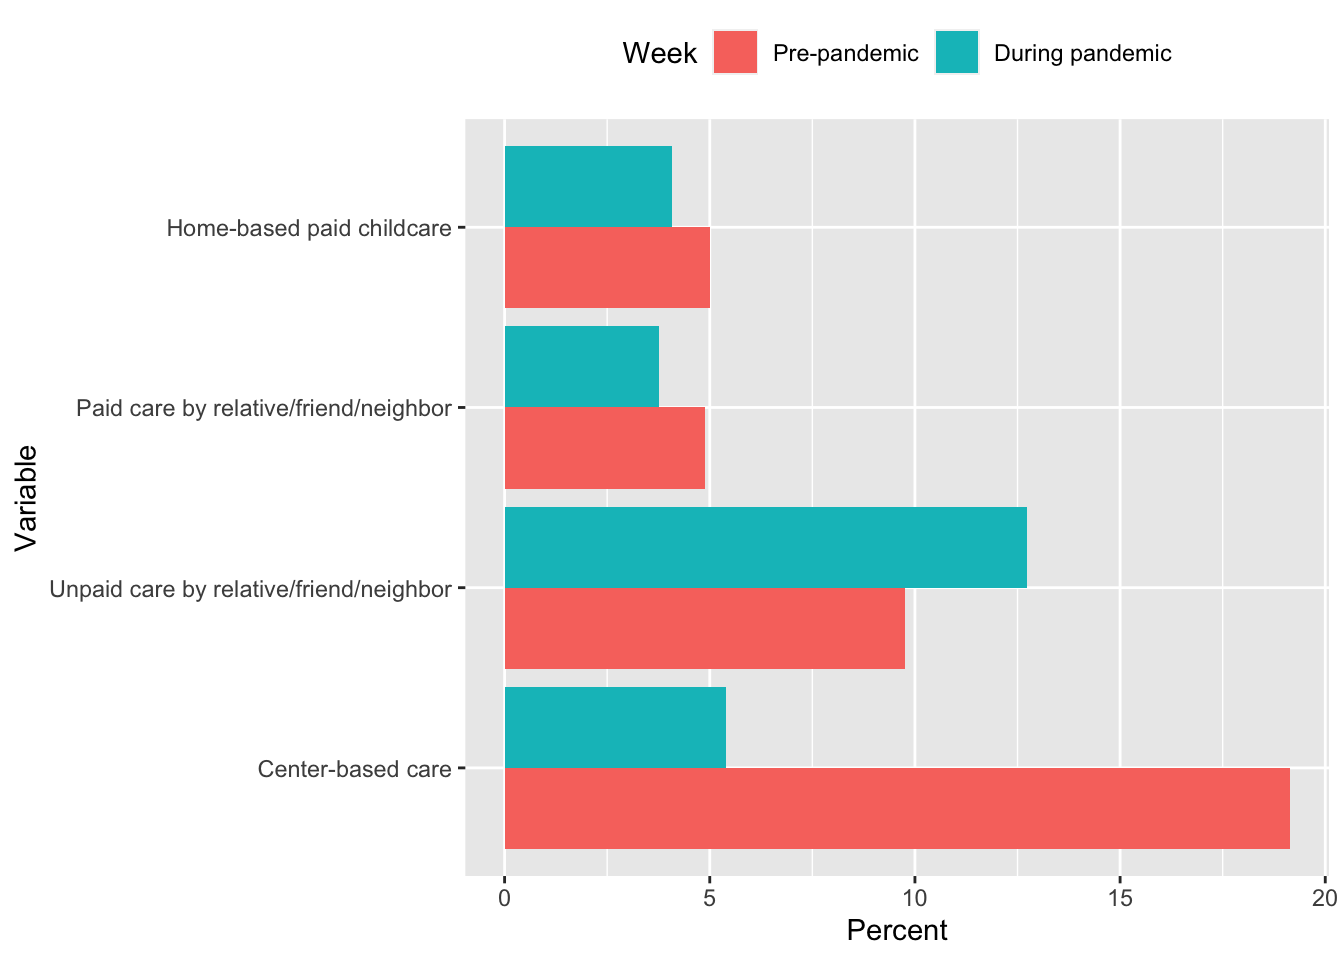 Week Pre-pandemic During pandemic
Home-based paid childcare
Paid care by relative/friend/neighbor
Unpaid care by relative/friend/neighbor
Center-based care
Variable
0 5 10 15 20
Percent